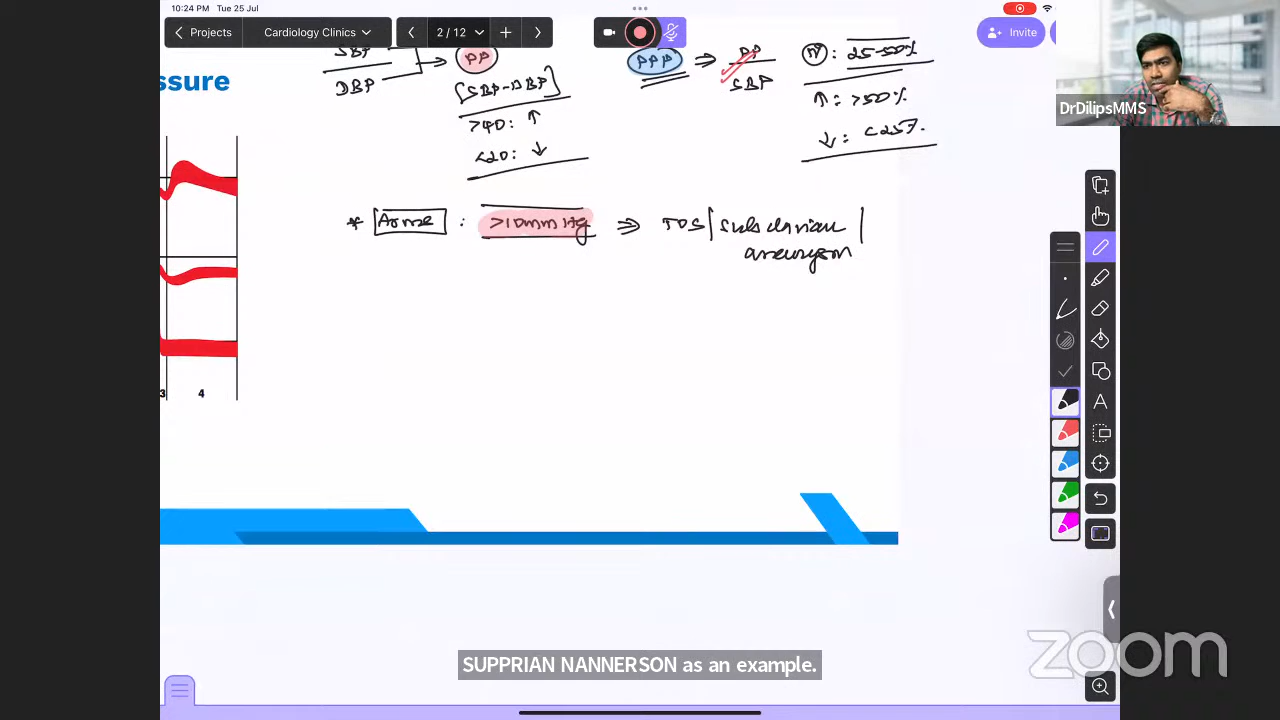 10:24 PM Tue 25 Jul
Projects
Cardiology Clinics
2 / 12
Invite
ssure
SBP
DBP
PP
[SBP-DBP]
>40: ↑
<20: ↓
PPP ⇒ PP
SBP
N : 25-50%
↑: >50%
↓: <25%.
* Arms : >10mm Hg ⇒ TOS | Subclavian |
aneurysm
DrDilipsMMS
3
4
A
zoom
SUPPRIAN NANNERSON as an example.